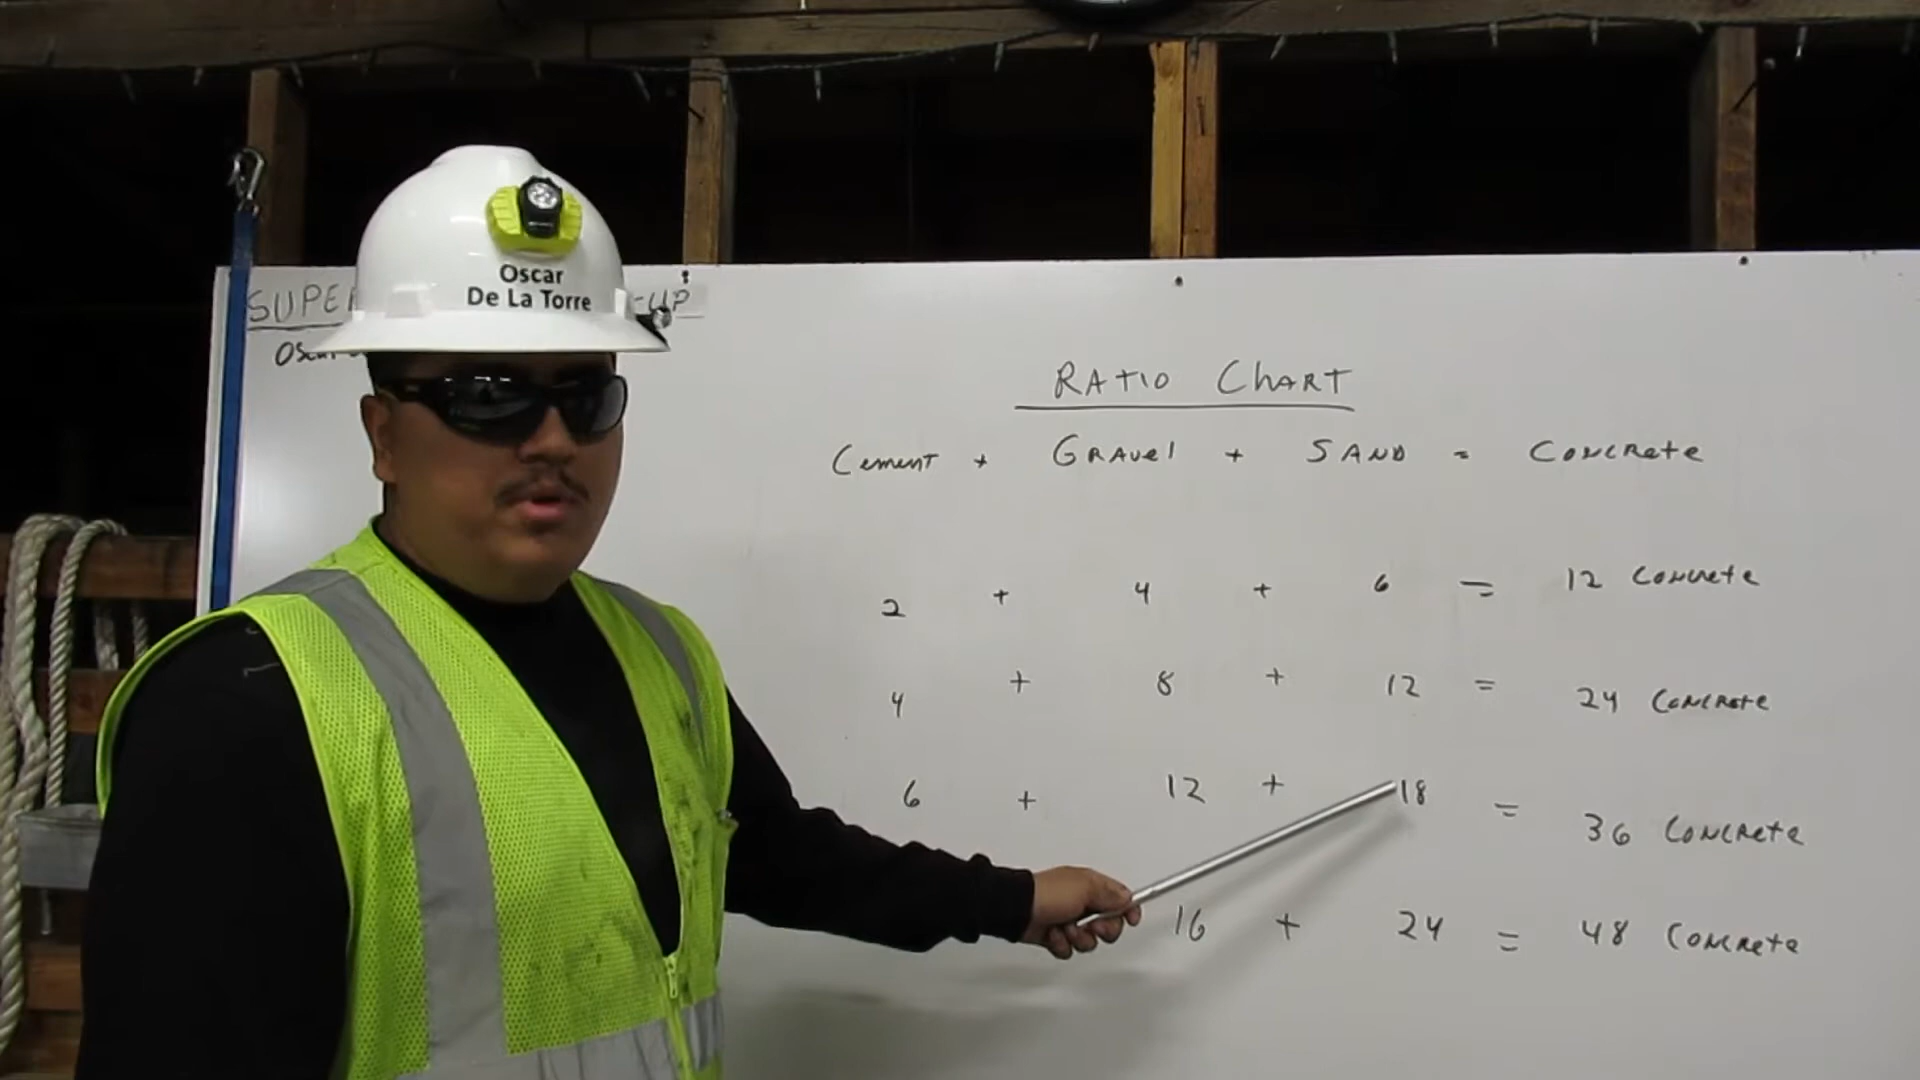 Oscar
De La Torre
SUPE -UP
RATIO CHART
Cement + GRAVEL + SAND = CONCRETE
2 + 4 + 6 = 12 CONCRETE
4 + 8 + 12 = 24 CONCRETE
6 + 12 + 18 = 36 CONCRETE
16 + 24 = 48 CONCRETE